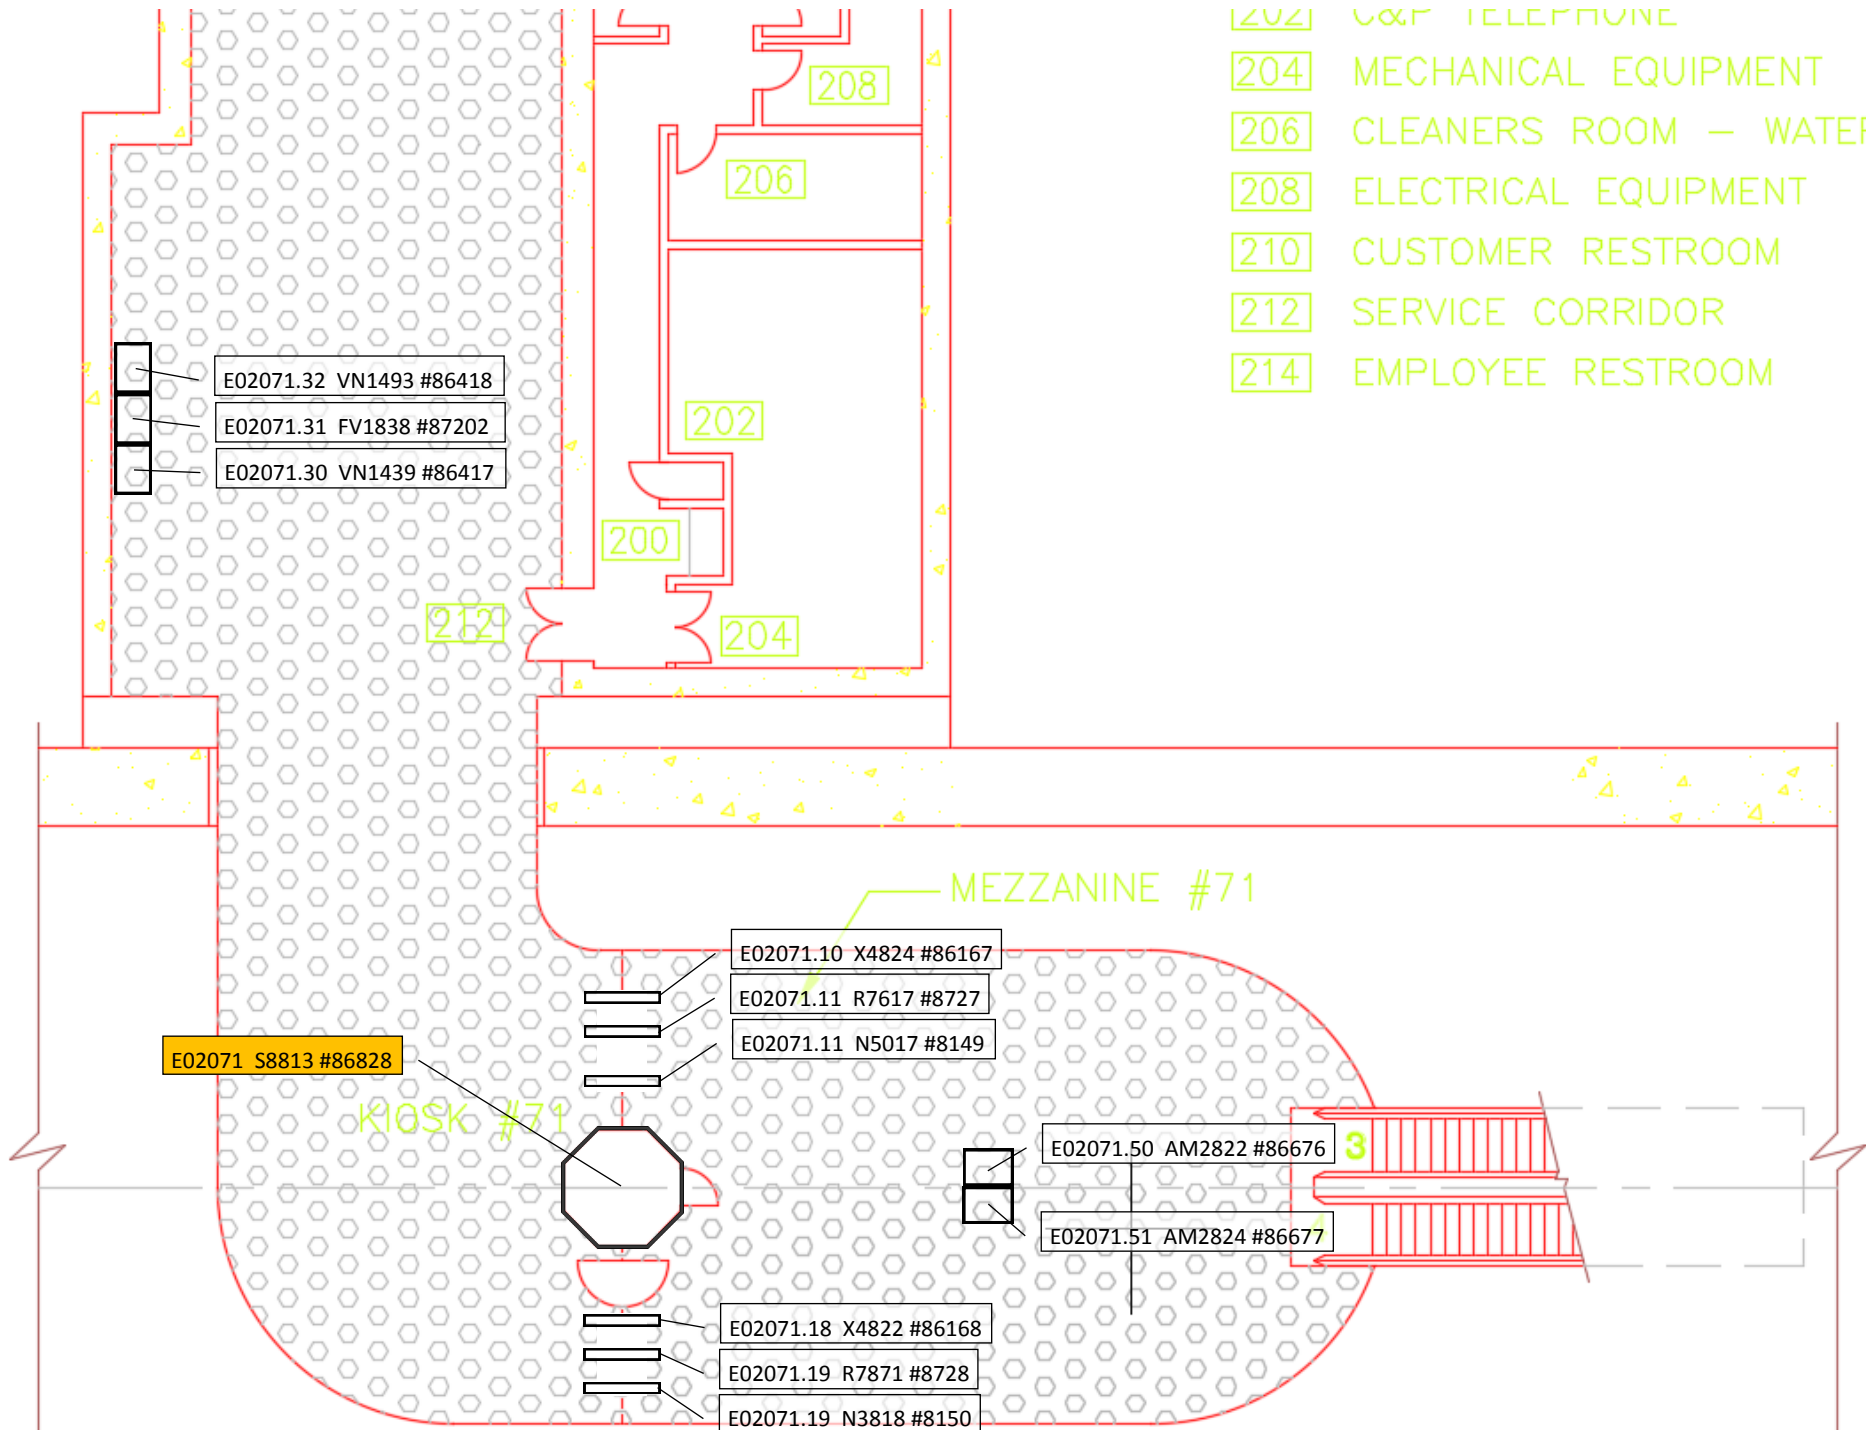 202 C&P TELEPHONE
204 MECHANICAL EQUIPMENT
206 CLEANERS ROOM – WATER
208 ELECTRICAL EQUIPMENT
210 CUSTOMER RESTROOM
212 SERVICE CORRIDOR
214 EMPLOYEE RESTROOM
208
206
E02071.32 VN1493 #86418
E02071.31 FV1838 #87202
E02071.30 VN1439 #86417
202
200
212
204
MEZZANINE #71
E02071.10 X4824 #86167
E02071.11 R7617 #8727
E02071.11 N5017 #8149
E02071 S8813 #86828
KIOSK #71
E02071.50 AM2822 #86676
3
E02071.51 AM2824 #86677
4
E02071.18 X4822 #86168
E02071.19 R7871 #8728
E02071.19 N3818 #8150